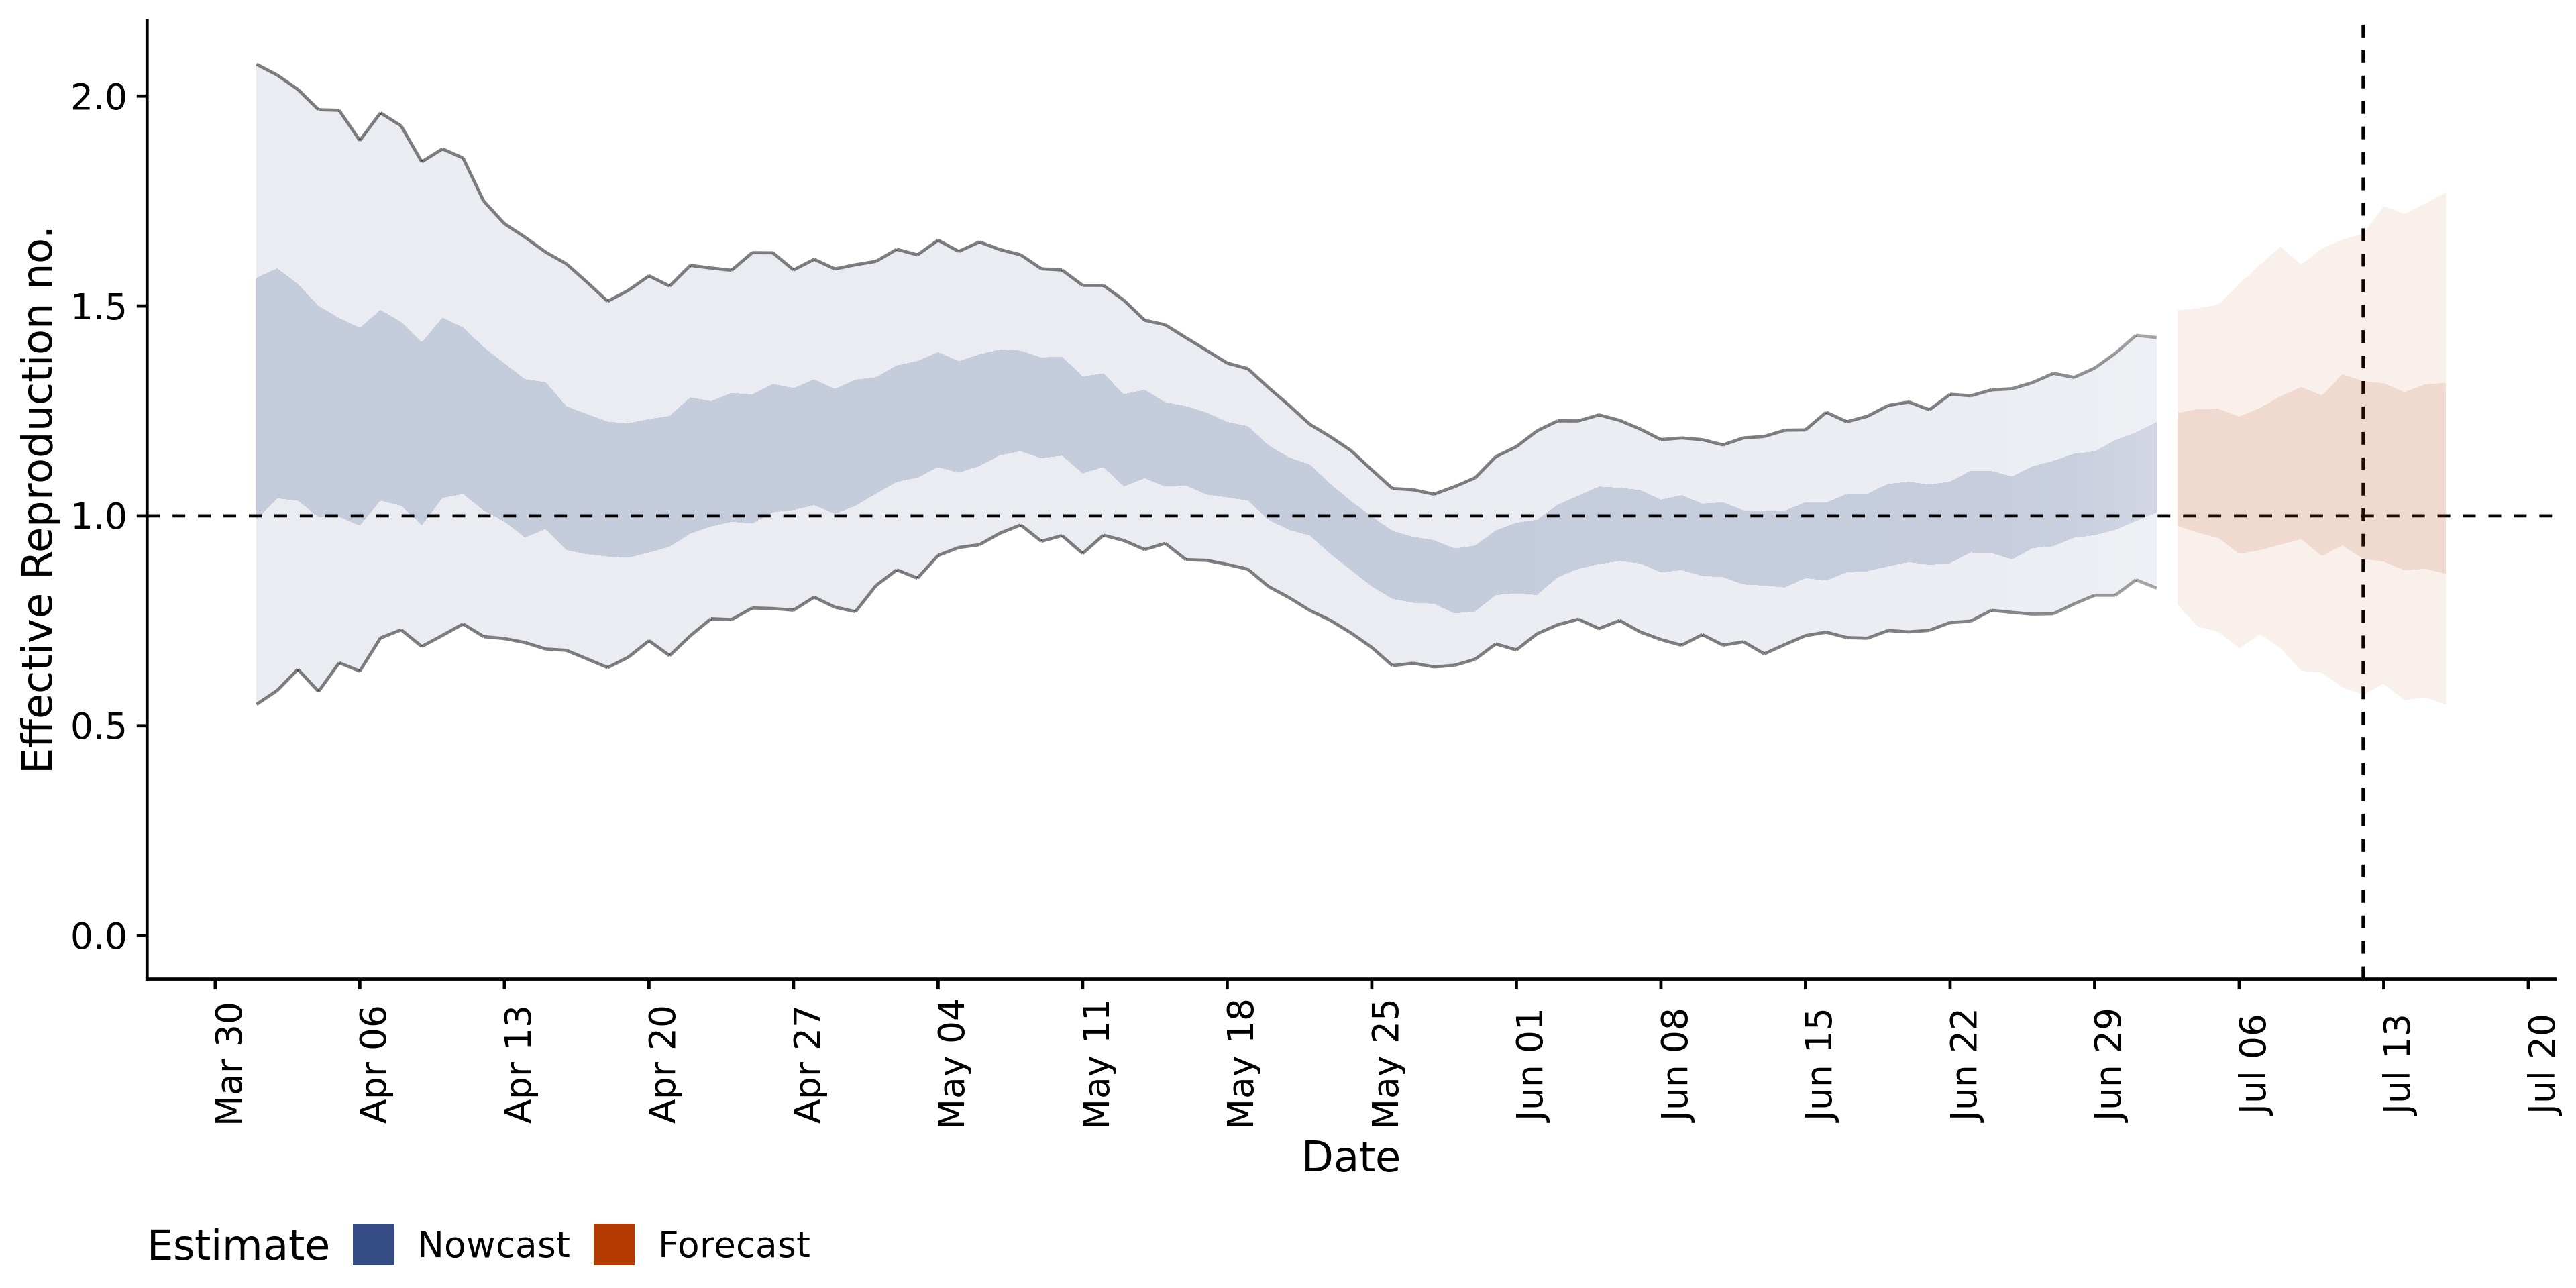 Effective Reproduction no.
2.0
1.5
1.0
0.5
0.0
Mar 30
Apr 06
Apr 13
Apr 20
Apr 27
May 04
May 11
May 18
May 25
Jun 01
Jun 08
Jun 15
Jun 22
Jun 29
Jul 06
Jul 13
Jul 20
Date
Estimate Nowcast Forecast